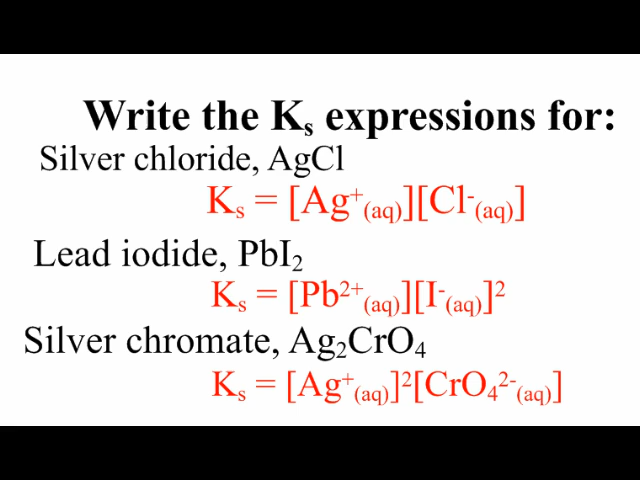 Write the Kₛ expressions for:
Silver chloride, AgCl
Kₛ = [Ag⁺₍aq₎][Cl⁻₍aq₎]
Lead iodide, PbI₂
Kₛ = [Pb²⁺₍aq₎][I⁻₍aq₎]²
Silver chromate, Ag₂CrO₄
Kₛ = [Ag⁺₍aq₎]²[CrO₄²⁻₍aq₎]